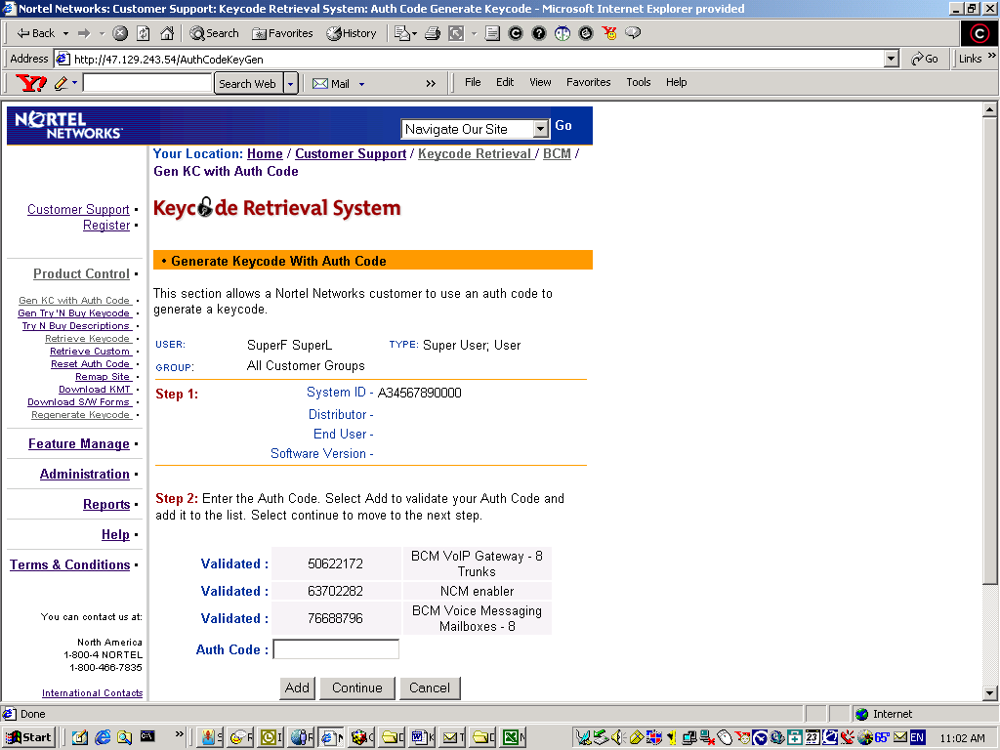 Nortel Networks: Customer Support: Keycode Retrieval System: Auth Code Generate Keycode - Microsoft Internet Explorer provided
Back Search Favorites History
Address http://47.129.243.54/AuthCodeKeyGen Go Links »
Y! Search Web Mail » File Edit View Favorites Tools Help
NORTEL
NETWORKS
Navigate Our Site Go
Your Location: Home / Customer Support / Keycode Retrieval / BCM /
Gen KC with Auth Code
Keycode Retrieval System
Customer Support •
Register •
Product Control •
Gen KC with Auth Code •
Gen Try 'N Buy Keycode •
Try N Buy Descriptions •
Retrieve Keycode •
Retrieve Custom •
Reset Auth Code •
Remap Site •
Download KMT •
Download S/W Forms •
Regenerate Keycode •
Feature Manage •
Administration •
Reports •
Help •
Terms & Conditions •
You can contact us at:
North America
1-800-4 NORTEL
1-800-466-7835
International Contacts
• Generate Keycode With Auth Code
This section allows a Nortel Networks customer to use an auth code to
generate a keycode.
USER: SuperF SuperL TYPE: Super User; User
GROUP: All Customer Groups
Step 1: System ID - A34567890000
Distributor -
End User -
Software Version -
Step 2: Enter the Auth Code. Select Add to validate your Auth Code and
add it to the list. Select continue to move to the next step.
Validated : 50622172 BCM VoIP Gateway - 8
Trunks
Validated : 63702282 NCM enabler
Validated : 76688796 BCM Voice Messaging
Mailboxes - 8
Auth Code :
Add Continue Cancel
Done Internet
Start » 23 65° EN 11:02 AM